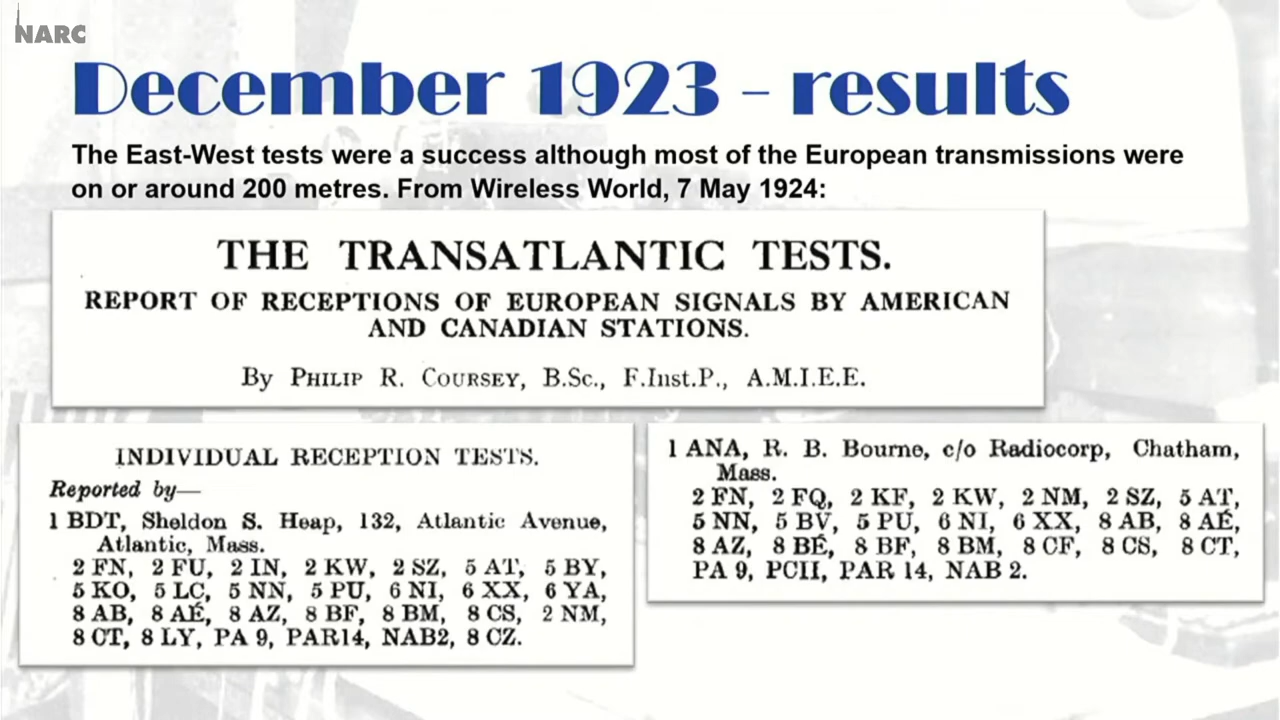 NARC
December 1923 - results
The East-West tests were a success although most of the European transmissions were
on or around 200 metres. From Wireless World, 7 May 1924:
THE TRANSATLANTIC TESTS.
REPORT OF RECEPTIONS OF EUROPEAN SIGNALS BY AMERICAN
AND CANADIAN STATIONS.
By PHILIP R. COURSEY, B.Sc., F.Inst.P., A.M.I.E.E.
INDIVIDUAL RECEPTION TESTS.
Reported by—
1 BDT, Sheldon S. Heap, 132, Atlantic Avenue,
Atlantic, Mass.
2 FN, 2 FU, 2 IN, 2 KW, 2 SZ, 5 AT, 5 BY,
5 KO, 5 LC, 5 NN, 5 PU, 6 NI, 6 XX, 6 YA,
8 AB, 8 AÉ, 8 AZ, 8 BF, 8 BM, 8 CS, 2 NM,
8 CT, 8 LY, PA 9, PAR14, NAB2, 8 CZ.
1 ANA, R. B. Bourne, c/o Radiocorp, Chatham,
Mass.
2 FN, 2 FQ, 2 KF, 2 KW, 2 NM, 2 SZ, 5 AT,
5 NN, 5 BV, 5 PU, 6 NI, 6 XX, 8 AB, 8 AÉ,
8 AZ, 8 BÉ, 8 BF, 8 BM, 8 CF, 8 CS, 8 CT,
PA 9, PCII, PAR 14, NAB 2.